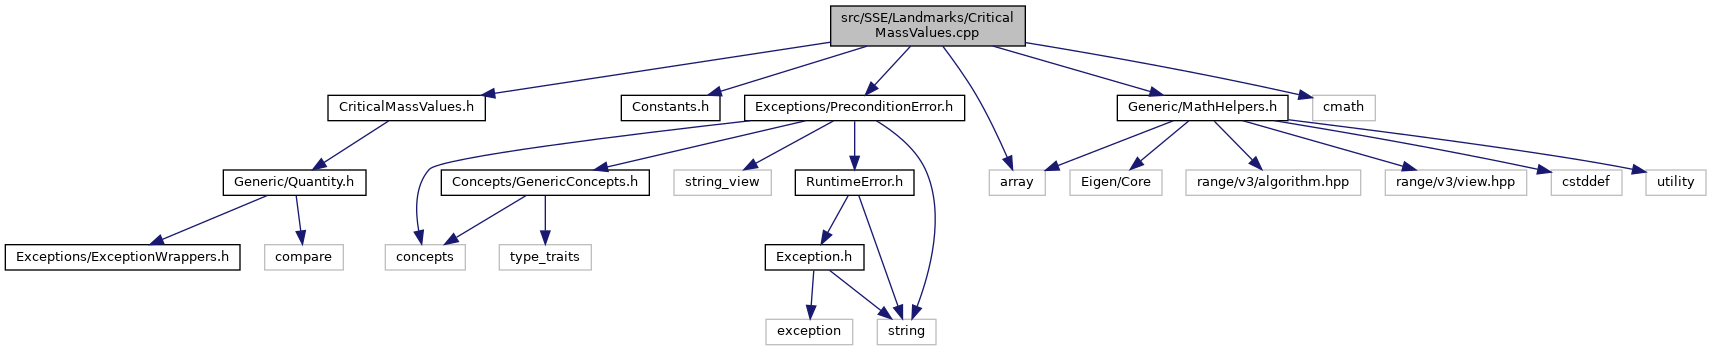 src/SSE/Landmarks/Critical
MassValues.cpp
CriticalMassValues.h
Constants.h
Exceptions/PreconditionError.h
Generic/MathHelpers.h
cmath
Generic/Quantity.h
Concepts/GenericConcepts.h
string_view
RuntimeError.h
array
Eigen/Core
range/v3/algorithm.hpp
range/v3/view.hpp
cstddef
utility
Exceptions/ExceptionWrappers.h
compare
concepts
type_traits
Exception.h
exception
string